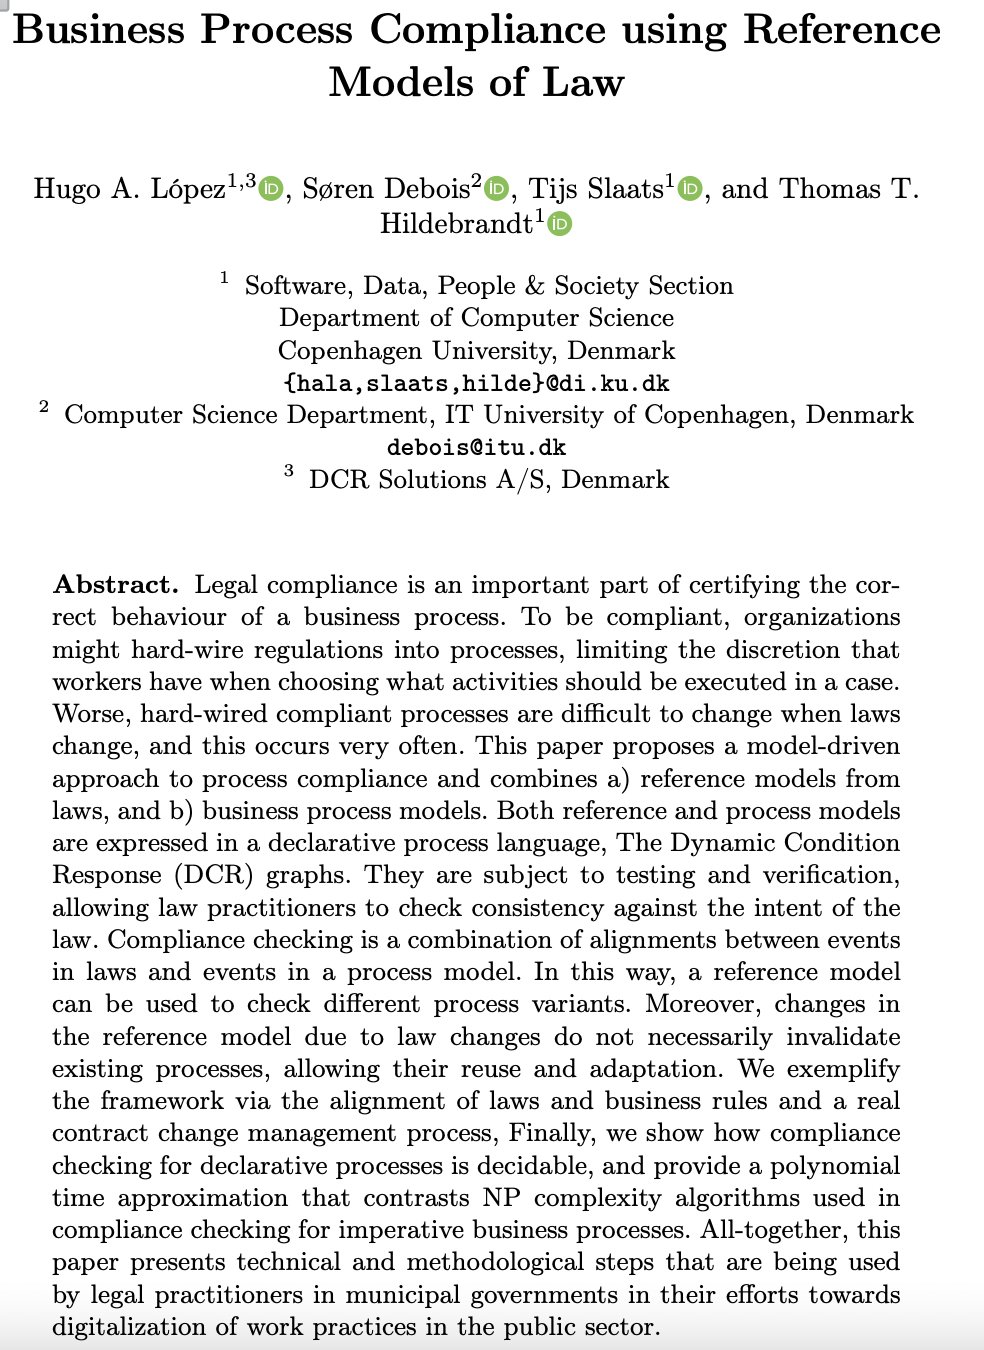 Business Process Compliance using Reference
Models of Law
Hugo A. López1,3 iD, Søren Debois2 iD, Tijs Slaats1 iD, and Thomas T.
Hildebrandt1 iD
1 Software, Data, People & Society Section
Department of Computer Science
Copenhagen University, Denmark
{hala,slaats,hilde}@di.ku.dk
2 Computer Science Department, IT University of Copenhagen, Denmark
debois@itu.dk
3 DCR Solutions A/S, Denmark
Abstract. Legal compliance is an important part of certifying the cor-
rect behaviour of a business process. To be compliant, organizations
might hard-wire regulations into processes, limiting the discretion that
workers have when choosing what activities should be executed in a case.
Worse, hard-wired compliant processes are difficult to change when laws
change, and this occurs very often. This paper proposes a model-driven
approach to process compliance and combines a) reference models from
laws, and b) business process models. Both reference and process models
are expressed in a declarative process language, The Dynamic Condition
Response (DCR) graphs. They are subject to testing and verification,
allowing law practitioners to check consistency against the intent of the
law. Compliance checking is a combination of alignments between events
in laws and events in a process model. In this way, a reference model
can be used to check different process variants. Moreover, changes in
the reference model due to law changes do not necessarily invalidate
existing processes, allowing their reuse and adaptation. We exemplify
the framework via the alignment of laws and business rules and a real
contract change management process, Finally, we show how compliance
checking for declarative processes is decidable, and provide a polynomial
time approximation that contrasts NP complexity algorithms used in
compliance checking for imperative business processes. All-together, this
paper presents technical and methodological steps that are being used
by legal practitioners in municipal governments in their efforts towards
digitalization of work practices in the public sector.